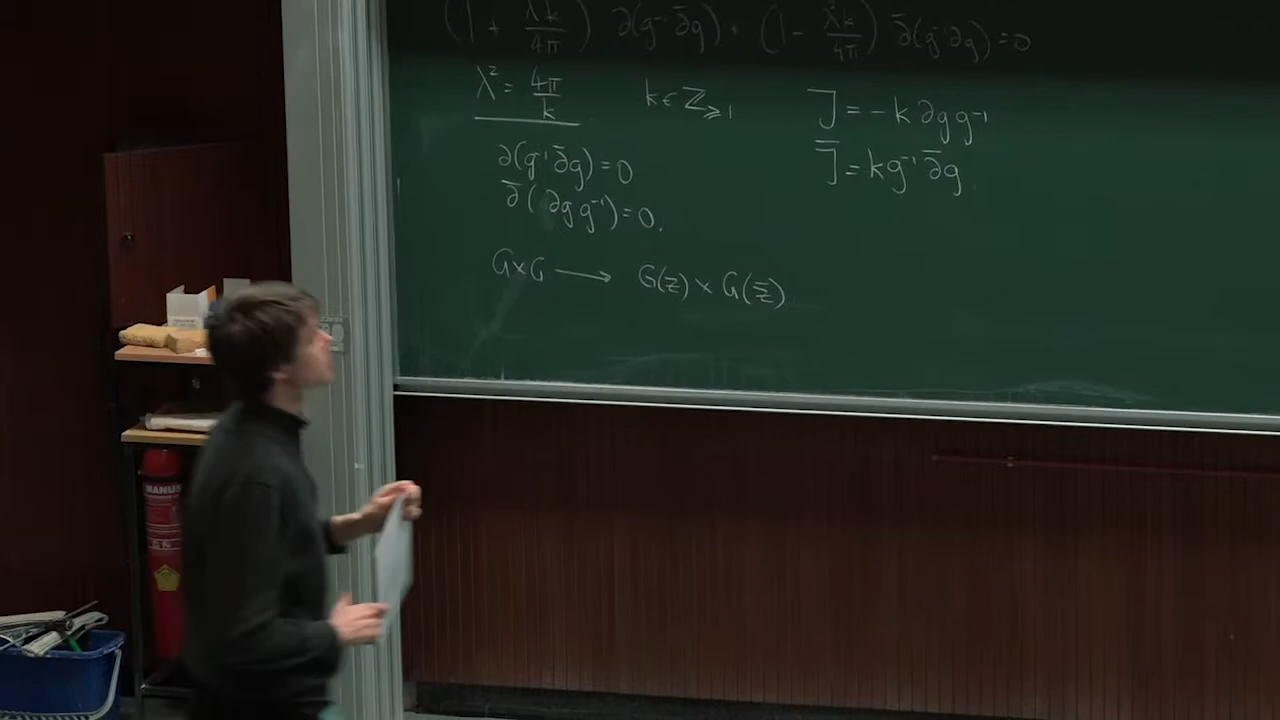 (1 + λ²k/4π) ∂(g⁻¹∂̄g) + (1 - λ²k/4π) ∂̄(g⁻¹∂g) = 0
λ² = 4π/k k ∈ ℤ≥1 J = -k ∂g g⁻¹
∂(g⁻¹∂̄g) = 0 J̄ = k g⁻¹ ∂̄g
∂̄(∂g g⁻¹) = 0.
G×G ⟶ G(z) × G(z̄)
MANUS